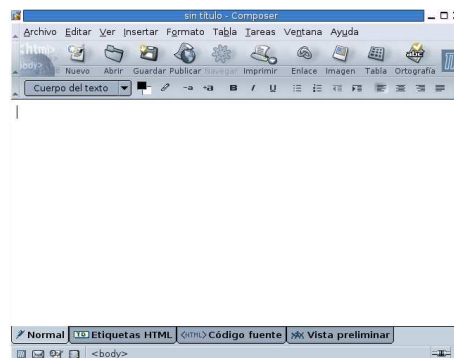 sin título - Composer
Archivo Editar Ver Insertar Formato Tabla Tareas Ventana Ayuda
Nuevo Abrir Guardar Publicar Navegar Imprimir Enlace Imagen Tabla Ortografía
Cuerpo del texto -a +a B I U
Normal Etiquetas HTML <HTML> Código fuente Vista preliminar
<body>